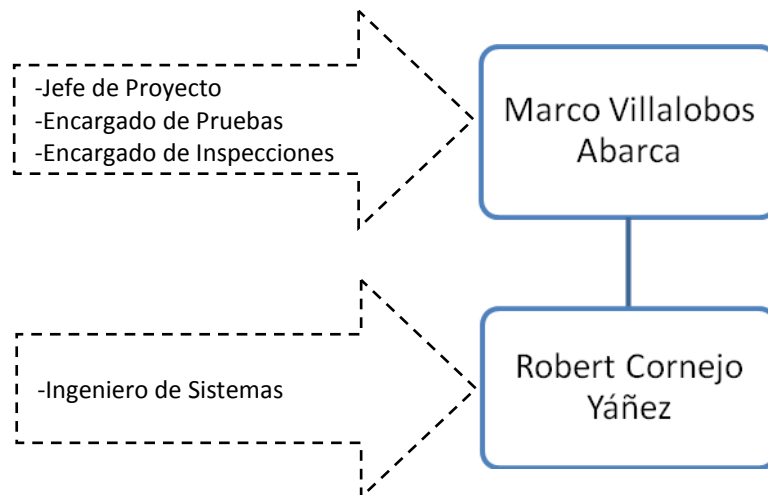 -Jefe de Proyecto
-Encargado de Pruebas
-Encargado de Inspecciones
Marco Villalobos
Abarca
-Ingeniero de Sistemas
Robert Cornejo
Yáñez